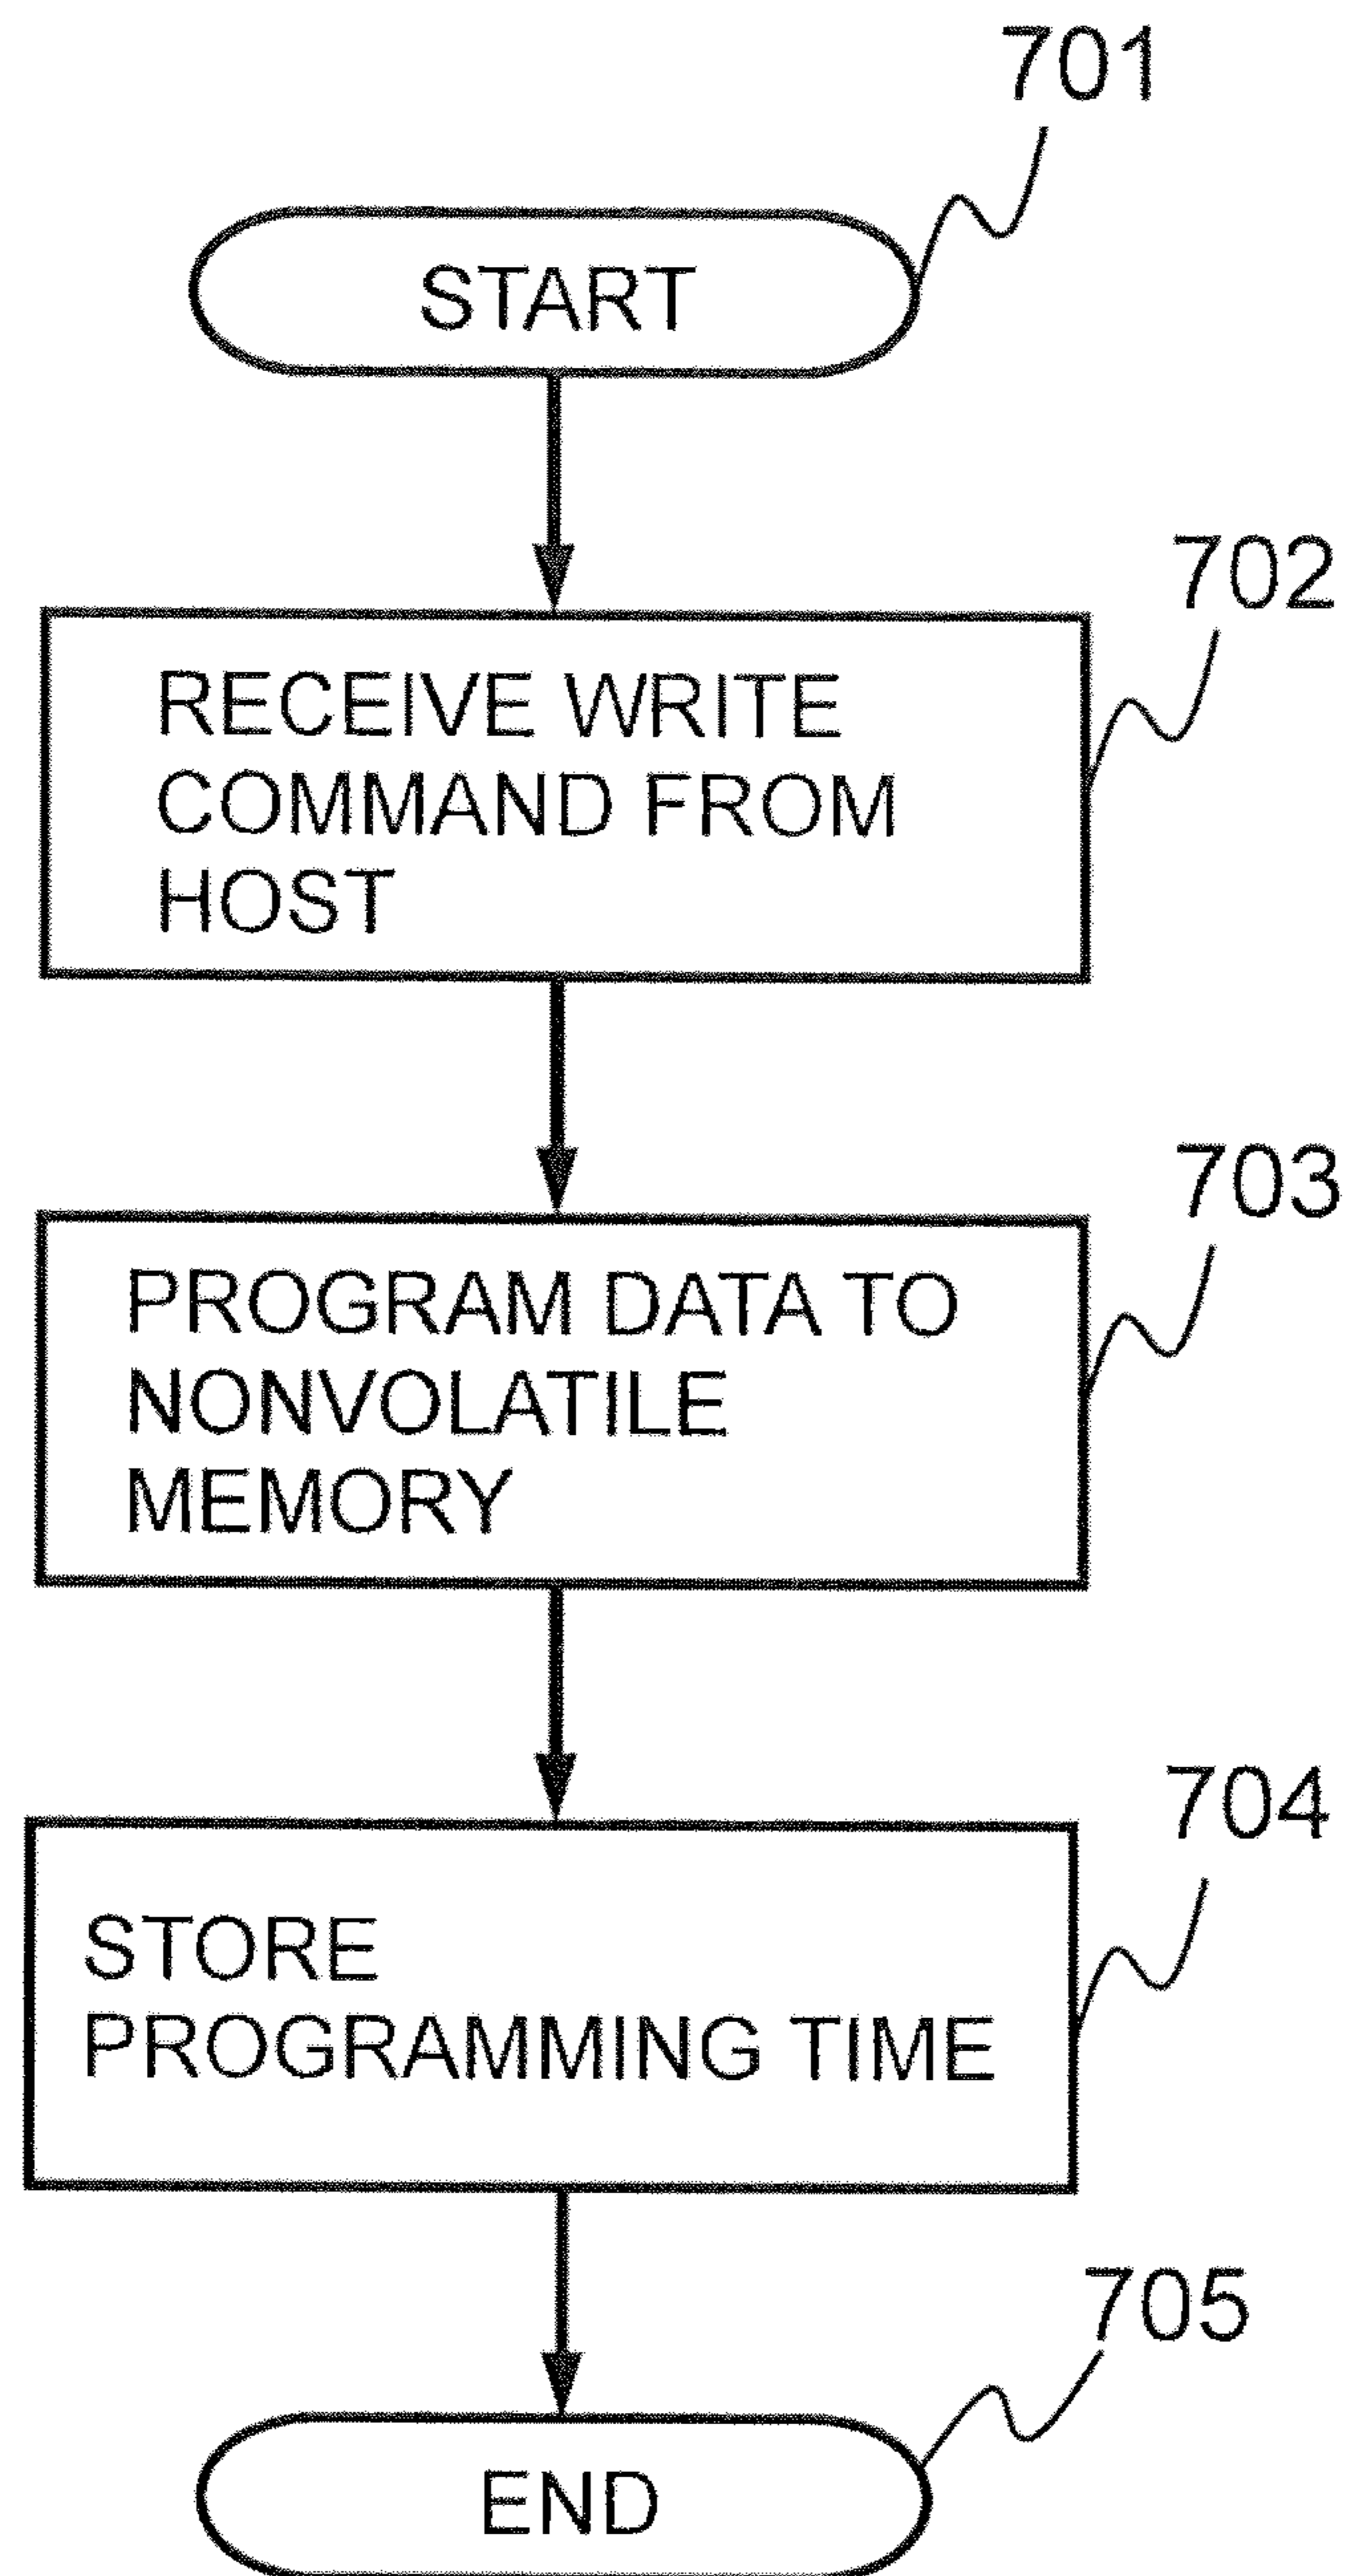 701
START
702
RECEIVE WRITE
COMMAND FROM
HOST
703
PROGRAM DATA TO
NONVOLATILE
MEMORY
704
STORE
PROGRAMMING TIME
705
END